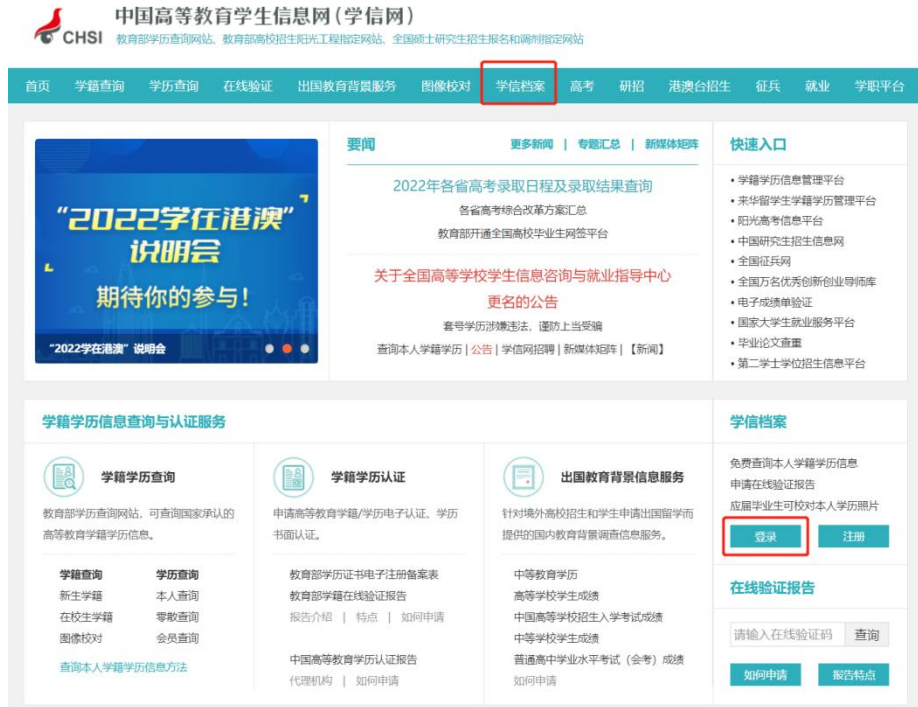 中国高等教育学生信息网(学信网)
CHSI 教育部学历查询网站、教育部高校招生阳光工程指定网站、全国硕士研究生招生报名和调剂指定网站
首页 学籍查询 学历查询 在线验证 出国教育背景服务 图像校对 学信档案 高考 研招 港澳台招生 征兵 就业 学职平台
“2022学在港澳”
说明会
期待你的参与!
“2022学在港澳”说明会
要闻 更多新闻 | 专题汇总 | 新媒体矩阵
2022年各省高考录取日程及录取结果查询
各省高考综合改革方案汇总
教育部开通全国高校毕业生网签平台
关于全国高等学校学生信息咨询与就业指导中心
更名的公告
套号学历涉嫌违法,谨防上当受骗
查询本人学籍学历 | 公告 | 学信网招聘 | 新媒体矩阵 | 【新闻】
快速入口
• 学籍学历信息管理平台
• 来华留学生学籍学历管理平台
• 阳光高考信息平台
• 中国研究生招生信息网
• 全国征兵网
• 全国万名优秀创新创业导师库
• 电子成绩单验证
• 国家大学生就业服务平台
• 毕业论文查重
• 第二学士学位招生信息平台
学籍学历信息查询与认证服务
学籍学历查询
教育部学历查询网站,可查询国家承认的
高等教育学籍学历信息。
学籍查询 学历查询
新生学籍 本人查询
在校生学籍 零散查询
图像校对 会员查询
查询本人学籍学历信息方法
学籍学历认证
申请高等教育学籍/学历电子认证、学历
书面认证。
教育部学历证书电子注册备案表
教育部学籍在线验证报告
报告介绍 | 特点 | 如何申请
中国高等教育学历认证报告
代理机构 | 如何申请
出国教育背景信息服务
针对境外高校招生和学生申请出国留学而
提供的国内教育背景调查信息服务。
中等教育学历
高等学校学生成绩
中国高等学校招生入学考试成绩
中等学校学生成绩
普通高中学业水平考试(会考)成绩
如何申请
学信档案
免费查询本人学籍学历信息
申请在线验证报告
应届毕业生可校对本人学历照片
登录 注册
在线验证报告
请输入在线验证码 查询
如何申请 报告特点